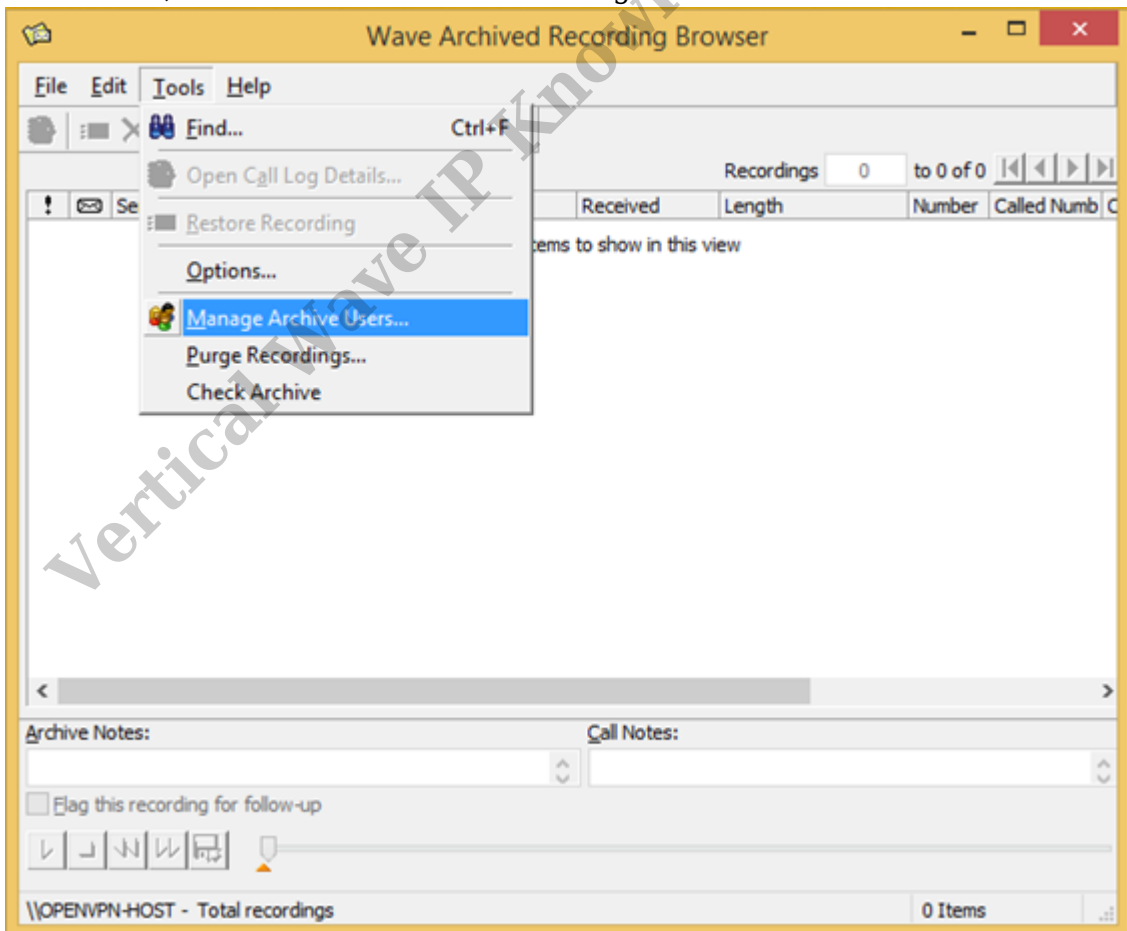 Wave Archived Recording Browser
File Edit Tools Help
Find... Ctrl+F
Open Call Log Details...
Recordings 0 to 0 of 0
! Se Received Length Number Called Numb C
Restore Recording
items to show in this view
Options...
Manage Archive Users...
Purge Recordings...
Check Archive
Vertical Wave IP
Archive Notes: Call Notes:
Flag this recording for follow-up
\\OPENVPN-HOST - Total recordings 0 Items